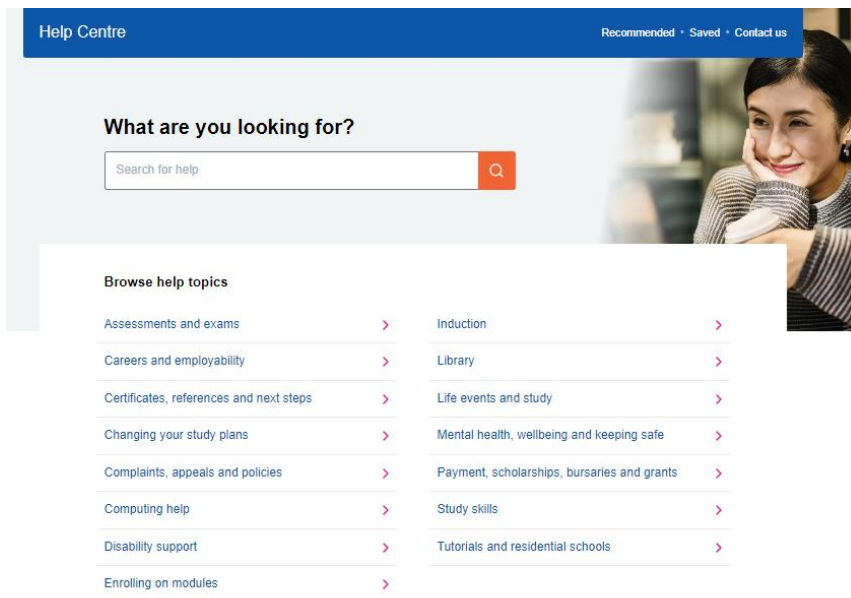 Help Centre
Recommended • Saved • Contact us
What are you looking for?
Search for help
Browse help topics
Assessments and exams
Careers and employability
Certificates, references and next steps
Changing your study plans
Complaints, appeals and policies
Computing help
Disability support
Enrolling on modules
Induction
Library
Life events and study
Mental health, wellbeing and keeping safe
Payment, scholarships, bursaries and grants
Study skills
Tutorials and residential schools